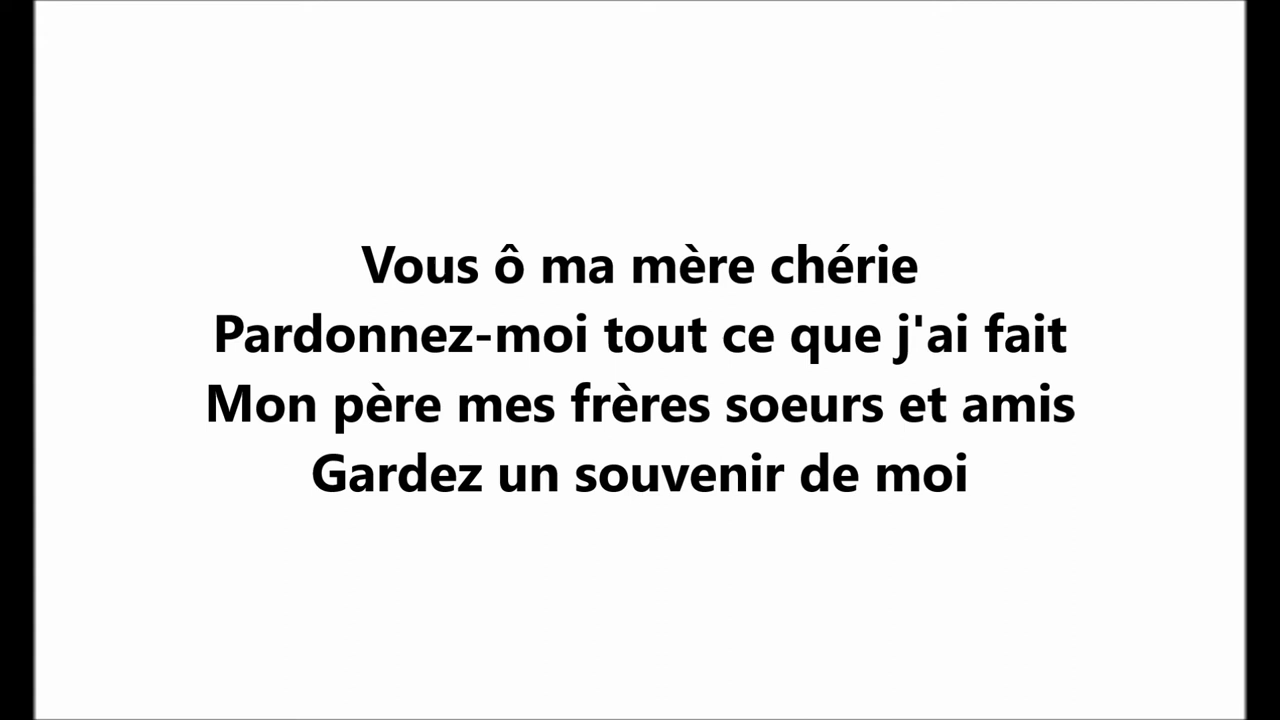 Vous ô ma mère chérie
Pardonnez-moi tout ce que j'ai fait
Mon père mes frères soeurs et amis
Gardez un souvenir de moi